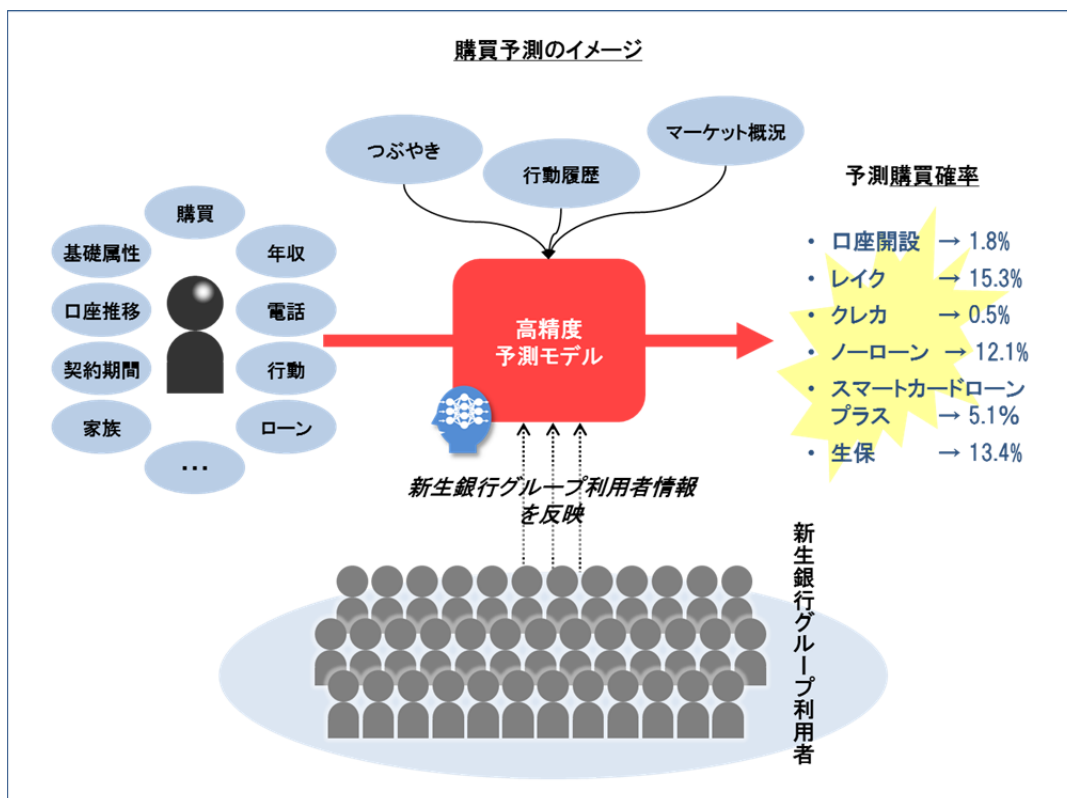 購買予測のイメージ
つぶやき
行動履歴
マーケット概況
購買
基礎属性
年収
口座推移
電話
契約期間
行動
家族
ローン
…
高精度
予測モデル
予測購買確率
・ 口座開設 → 1.8%
・ レイク → 15.3%
・ クレカ → 0.5%
・ ノーローン → 12.1%
・ スマートカードローン
プラス → 5.1%
・ 生保 → 13.4%
新生銀行グループ利用者情報
を反映
新生銀行グループ利用者